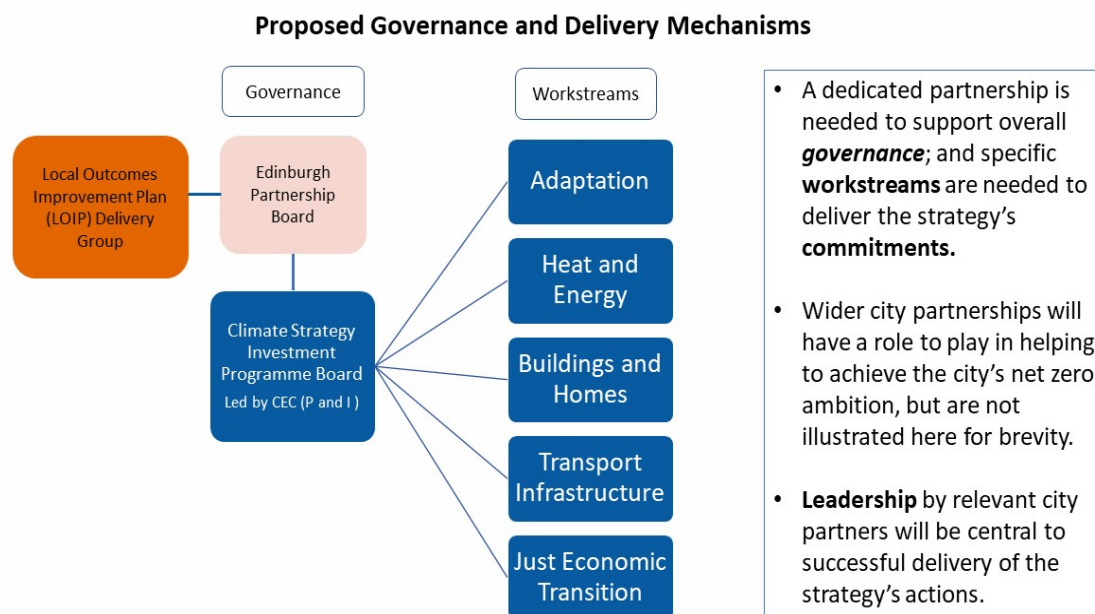 Proposed Governance and Delivery Mechanisms
Governance
Workstreams
Local Outcomes
Improvement Plan
(LOIP) Delivery
Group
Edinburgh
Partnership
Board
Climate Strategy
Investment
Programme Board
Led by CEC (P and I )
Adaptation
Heat and
Energy
Buildings and
Homes
Transport
Infrastructure
Just Economic
Transition
• A dedicated partnership is
needed to support overall
governance; and specific
workstreams are needed to
deliver the strategy's
commitments.
• Wider city partnerships will
have a role to play in helping
to achieve the city's net zero
ambition, but are not
illustrated here for brevity.
• Leadership by relevant city
partners will be central to
successful delivery of the
strategy's actions.